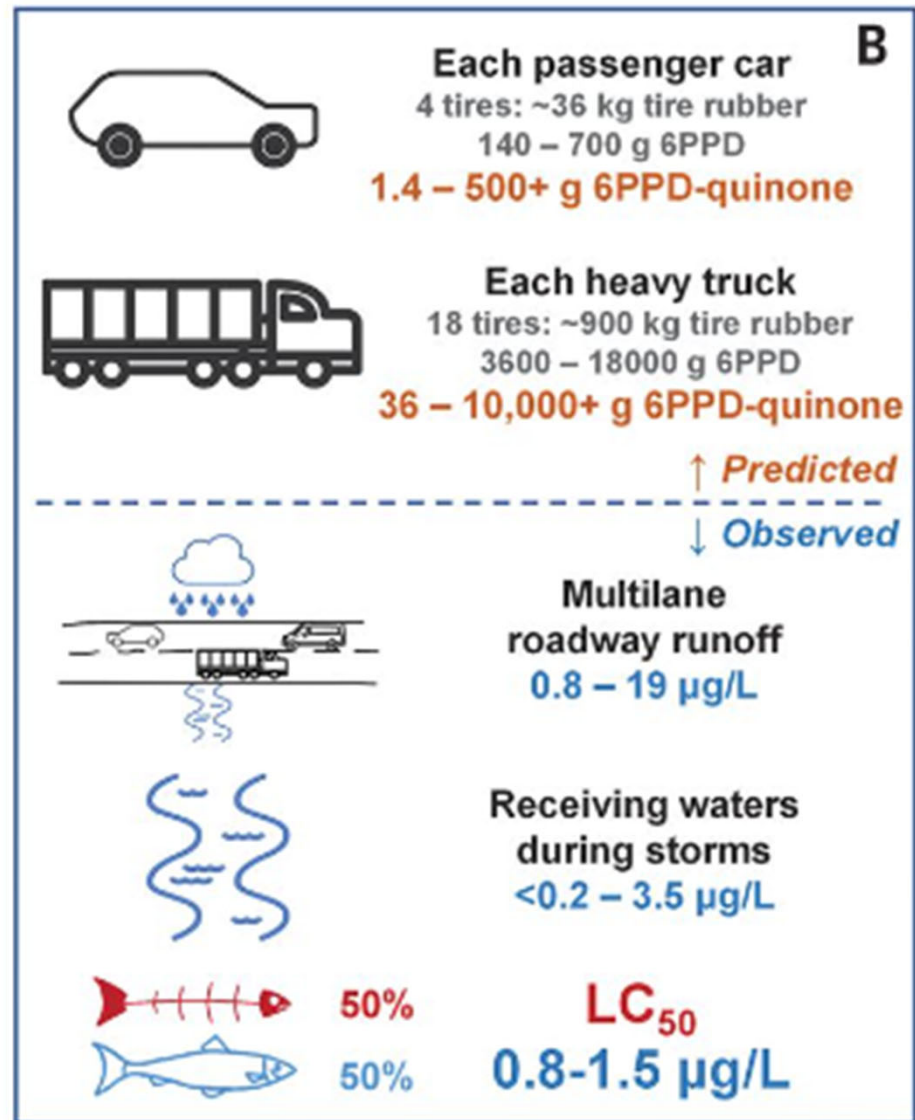 B
Each passenger car
4 tires: ~36 kg tire rubber
140 – 700 g 6PPD
1.4 – 500+ g 6PPD-quinone
Each heavy truck
18 tires: ~900 kg tire rubber
3600 – 18000 g 6PPD
36 – 10,000+ g 6PPD-quinone
↑ Predicted
↓ Observed
Multilane
roadway runoff
0.8 – 19 µg/L
Receiving waters
during storms
<0.2 – 3.5 µg/L
50% LC₅₀
50% 0.8-1.5 µg/L